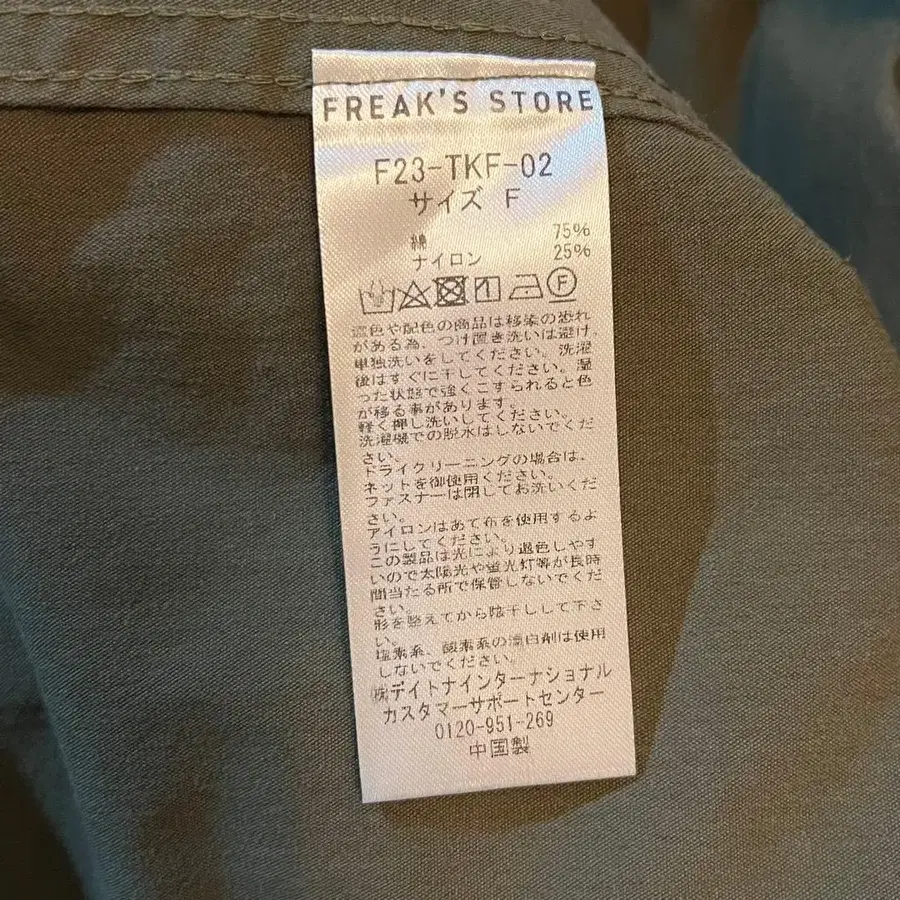 FREAK'S STORE
F23-TKF-02
サイズ F
綿 75%
ナイロン 25%
F
濃色や配色の商品は移染の恐れ
がある為、つけ置き洗いは避け、
単独洗いをしてください。洗濯
後はすぐに干してください。湿
った状態で強くこすられると色
が移る事があります。
軽く押し洗いしてください。
洗濯機での脱水はしないでくだ
さい。
ドライクリーニングの場合は、
ネットを御使用ください。
ファスナーは閉じてお洗いくだ
さい。
アイロンはあて布を使用するよ
うにしてください。
この製品は光により退色しやす
いので太陽光や蛍光灯等が長時
間当たる所で保管しないでくだ
さい。
形を整えてから陰干しして下さ
い。
塩素系、酸素系の漂白剤は使用
しないでください。
㈱デイトナインターナショナル
カスタマーサポートセンター
0120-951-269
中国製